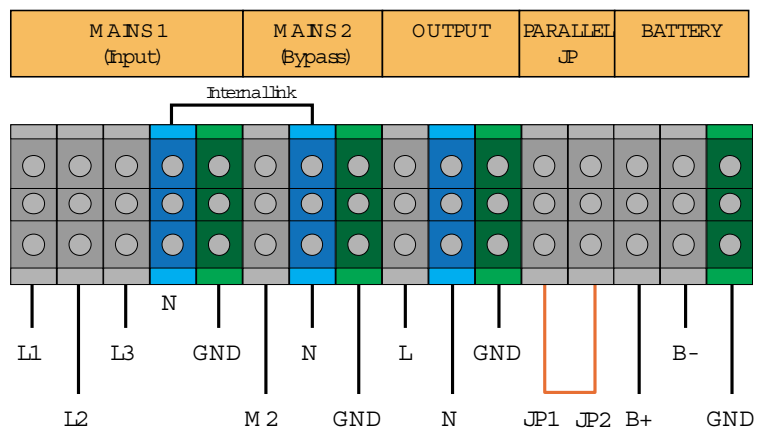 MAINS 1 MAINS 2 OUTPUT PARALLEL BATTERY
(Input) (Bypass) JP
Internal link
N
L1 L3 GND N L GND B-
L2 M2 GND N JP1 JP2 B+ GND